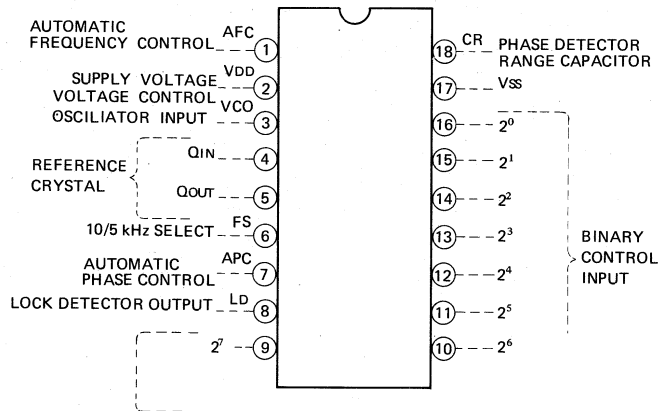 AUTOMATIC
FREQUENCY CONTROL
AFC
1
SUPPLY VOLTAGE
VDD
2
VOLTAGE CONTROL
OSCILIATOR INPUT
VCO
3
REFERENCE
CRYSTAL
QIN
4
QOUT
5
10/5 kHz SELECT
FS
6
AUTOMATIC
PHASE CONTROL
APC
7
LOCK DETECTOR OUTPUT
LD
8
2⁷
9
18
CR
PHASE DETECTOR
RANGE CAPACITOR
17
VSS
16
2⁰
15
2¹
14
2²
13
2³
12
2⁴
11
2⁵
10
2⁶
BINARY
CONTROL
INPUT